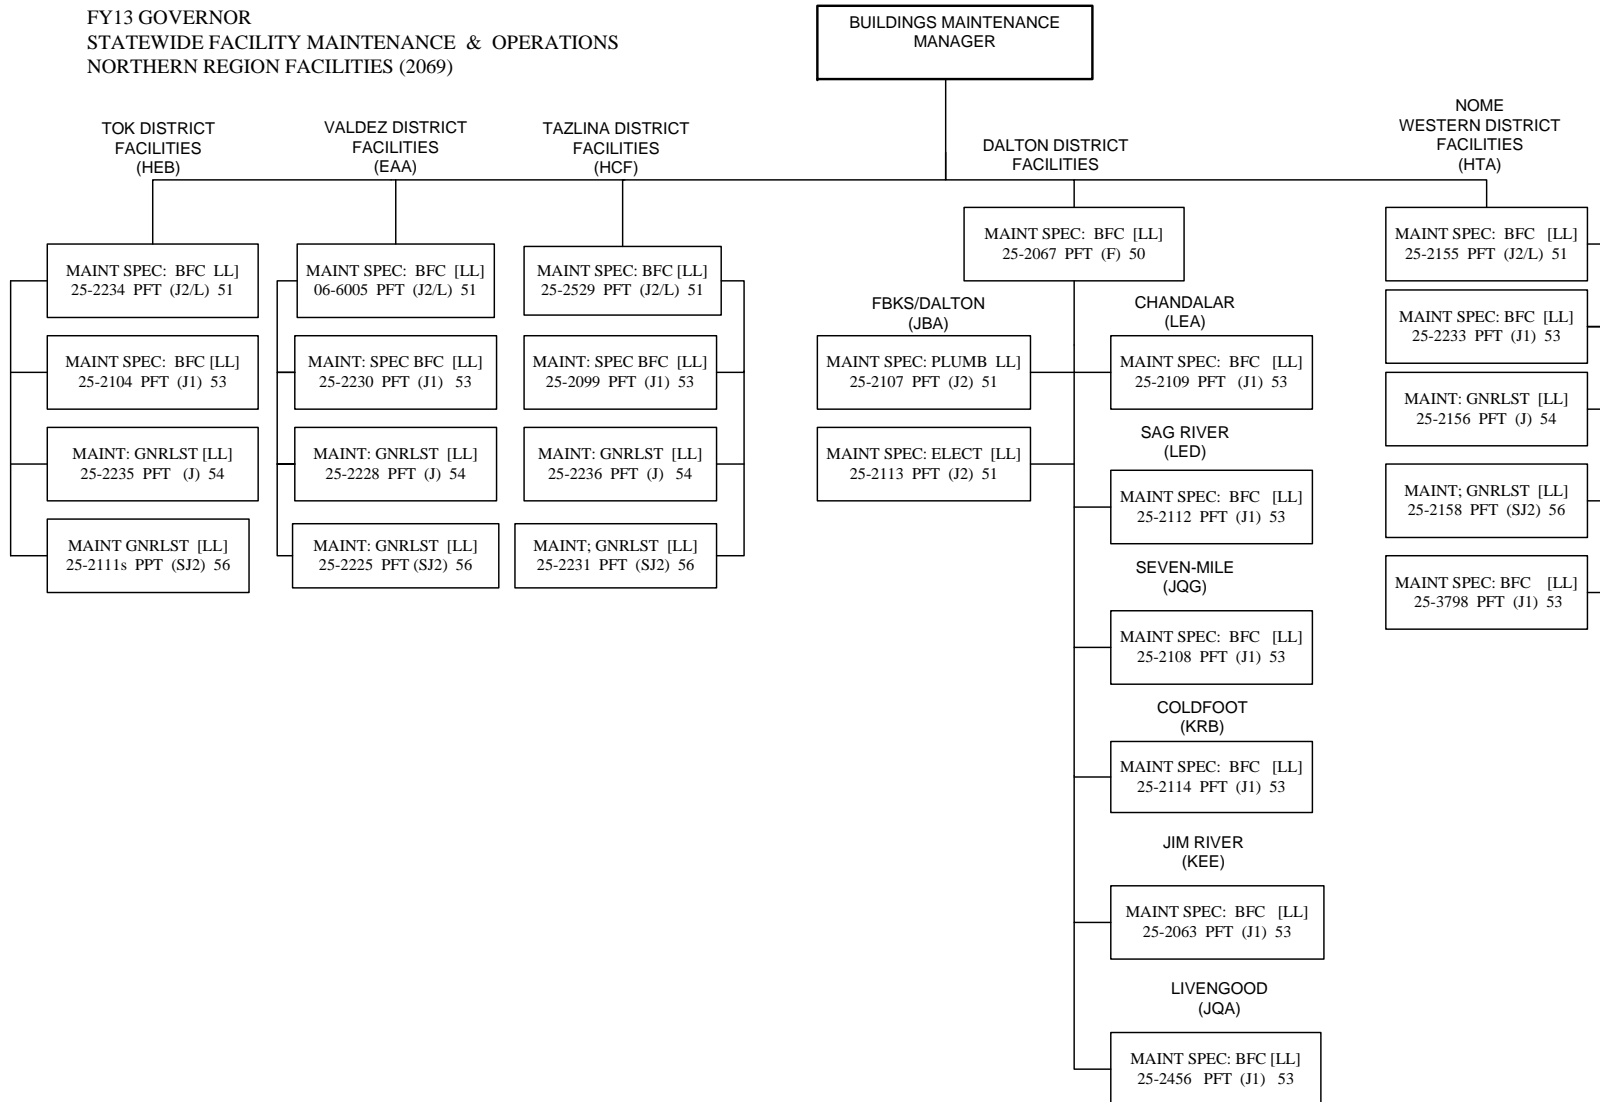 FY13 GOVERNOR
STATEWIDE FACILITY MAINTENANCE & OPERATIONS
NORTHERN REGION FACILITIES (2069)
BUILDINGS MAINTENANCE
MANAGER
TOK DISTRICT
FACILITIES
(HEB)
MAINT SPEC: BFC LL]
25-2234 PFT (J2/L) 51
MAINT SPEC: BFC [LL]
25-2104 PFT (J1) 53
MAINT: GNRLST [LL]
25-2235 PFT (J) 54
MAINT GNRLST [LL]
25-2111s PPT (SJ2) 56
VALDEZ DISTRICT
FACILITIES
(EAA)
MAINT SPEC: BFC [LL]
06-6005 PFT (J2/L) 51
MAINT: SPEC BFC [LL]
25-2230 PFT (J1) 53
MAINT: GNRLST [LL]
25-2228 PFT (J) 54
MAINT: GNRLST [LL]
25-2225 PFT (SJ2) 56
TAZLINA DISTRICT
FACILITIES
(HCF)
MAINT SPEC: BFC [LL]
25-2529 PFT (J2/L) 51
MAINT: SPEC BFC [LL]
25-2099 PFT (J1) 53
MAINT: GNRLST [LL]
25-2236 PFT (J) 54
MAINT; GNRLST [LL]
25-2231 PFT (SJ2) 56
DALTON DISTRICT
FACILITIES
MAINT SPEC: BFC [LL]
25-2067 PFT (F) 50
FBKS/DALTON
(JBA)
MAINT SPEC: PLUMB LL]
25-2107 PFT (J2) 51
MAINT SPEC: ELECT [LL]
25-2113 PFT (J2) 51
CHANDALAR
(LEA)
MAINT SPEC: BFC [LL]
25-2109 PFT (J1) 53
SAG RIVER
(LED)
MAINT SPEC: BFC [LL]
25-2112 PFT (J1) 53
SEVEN-MILE
(JQG)
MAINT SPEC: BFC [LL]
25-2108 PFT (J1) 53
COLDFOOT
(KRB)
MAINT SPEC: BFC [LL]
25-2114 PFT (J1) 53
JIM RIVER
(KEE)
MAINT SPEC: BFC [LL]
25-2063 PFT (J1) 53
LIVENGOOD
(JQA)
MAINT SPEC: BFC [LL]
25-2456 PFT (J1) 53
NOME
WESTERN DISTRICT
FACILITIES
(HTA)
MAINT SPEC: BFC [LL]
25-2155 PFT (J2/L) 51
MAINT SPEC: BFC [LL]
25-2233 PFT (J1) 53
MAINT: GNRLST [LL]
25-2156 PFT (J) 54
MAINT; GNRLST [LL]
25-2158 PFT (SJ2) 56
MAINT SPEC: BFC [LL]
25-3798 PFT (J1) 53